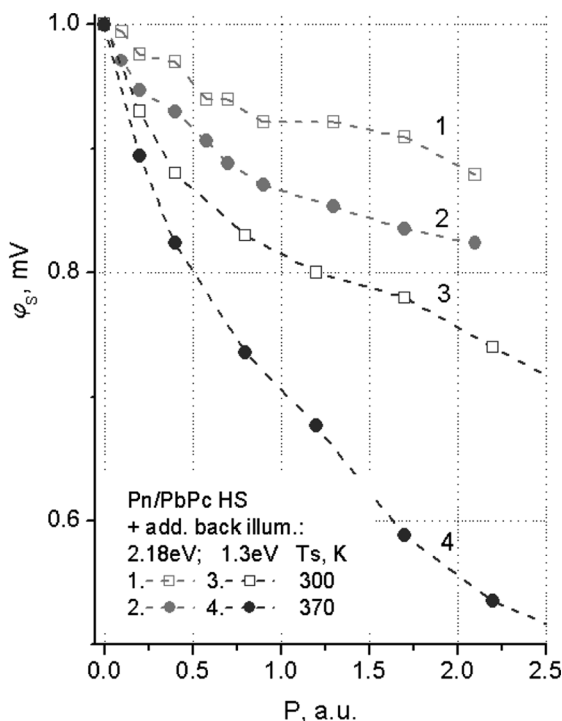 1.0
0.8
0.6
φS, mV
1
2
3
4
Pn/PbPc HS
+ add. back illum.:
2.18eV; 1.3eV Ts, K
1. 3. 300
2. 4. 370
0.0 0.5 1.0 1.5 2.0 2.5
P, a.u.